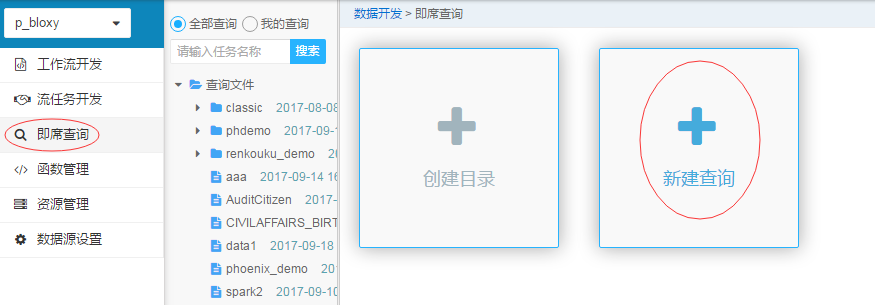 p_bloxy
工作流开发
流任务开发
即席查询
函数管理
资源管理
数据源设置
全部查询 我的查询
请输入任务名称 搜索
查询文件
classic 2017-08-08
phdemo 2017-09-1
renkouku_demo 2017-09
aaa 2017-09-14 16
AuditCitizen 2017-09
CIVILAFFAIRS_BIRT
data1 2017-09-18
phoenix_demo 201
spark2 2017-09-10
数据开发 > 即席查询
创建目录
新建查询